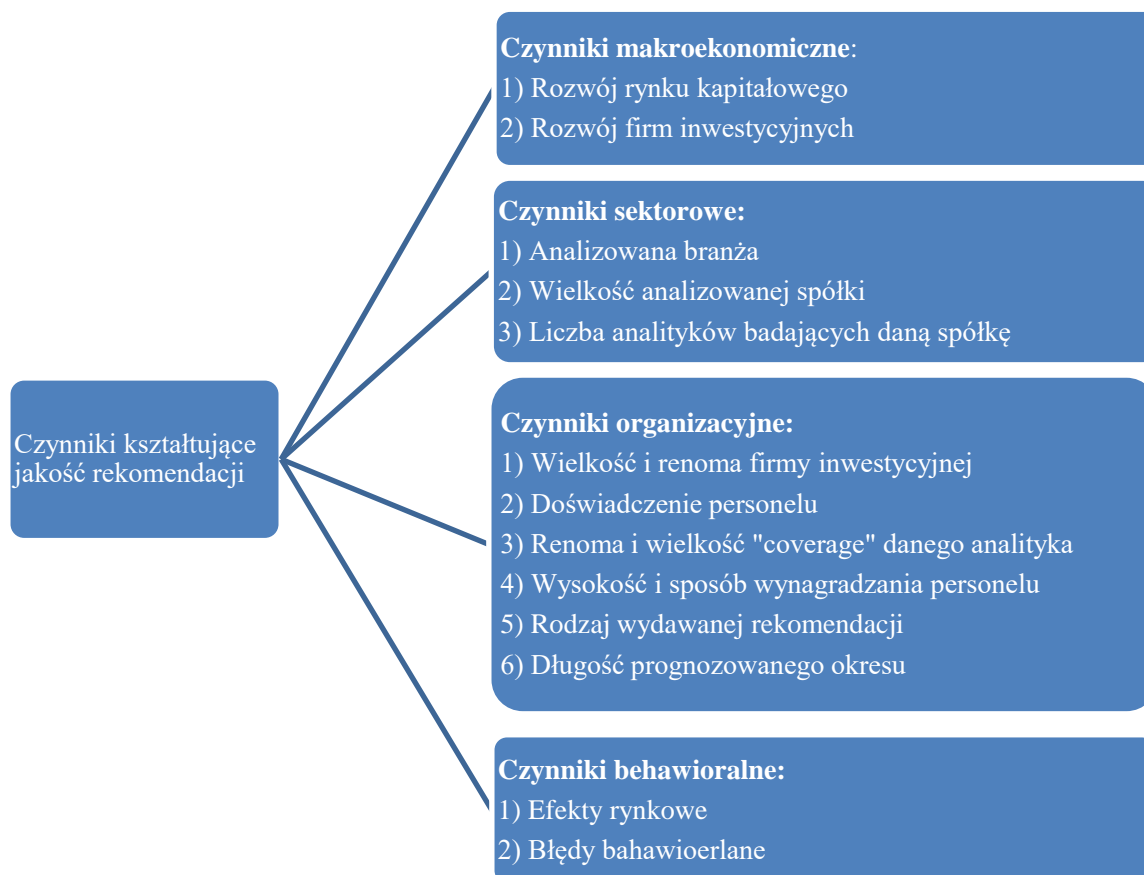 Czynniki makroekonomiczne:
1) Rozwój rynku kapitałowego
2) Rozwój firm inwestycyjnych
Czynniki sektorowe:
1) Analizowana branża
2) Wielkość analizowanej spółki
3) Liczba analityków badających daną spółkę
Czynniki kształtujące
jakość rekomendacji
Czynniki organizacyjne:
1) Wielkość i renoma firmy inwestycyjnej
2) Doświadczenie personelu
3) Renoma i wielkość "coverage" danego analityka
4) Wysokość i sposób wynagradzania personelu
5) Rodzaj wydawanej rekomendacji
6) Długość prognozowanego okresu
Czynniki behawioralne:
1) Efekty rynkowe
2) Błędy bahawioerlane